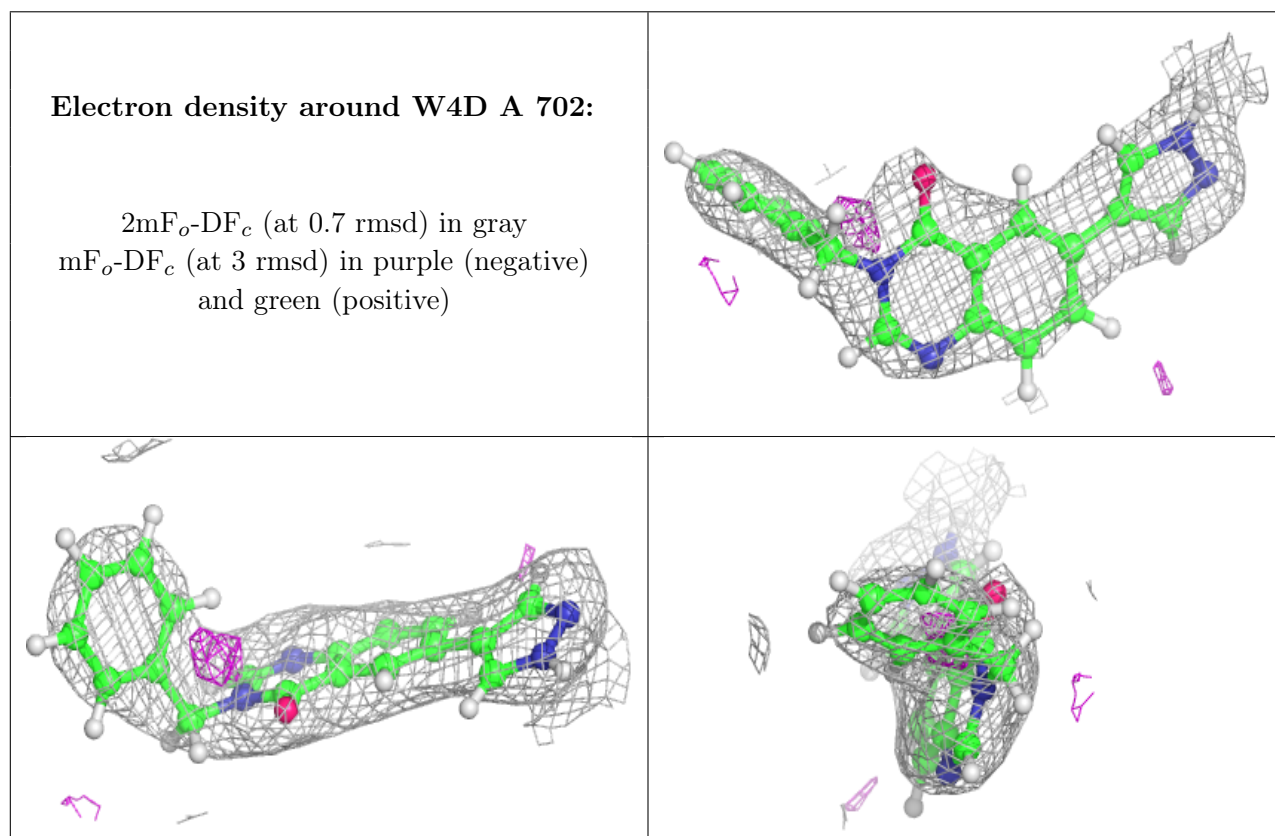 Electron density around W4D A 702:
2mFₒ-DF𝒸 (at 0.7 rmsd) in gray
mFₒ-DF𝒸 (at 3 rmsd) in purple (negative)
and green (positive)